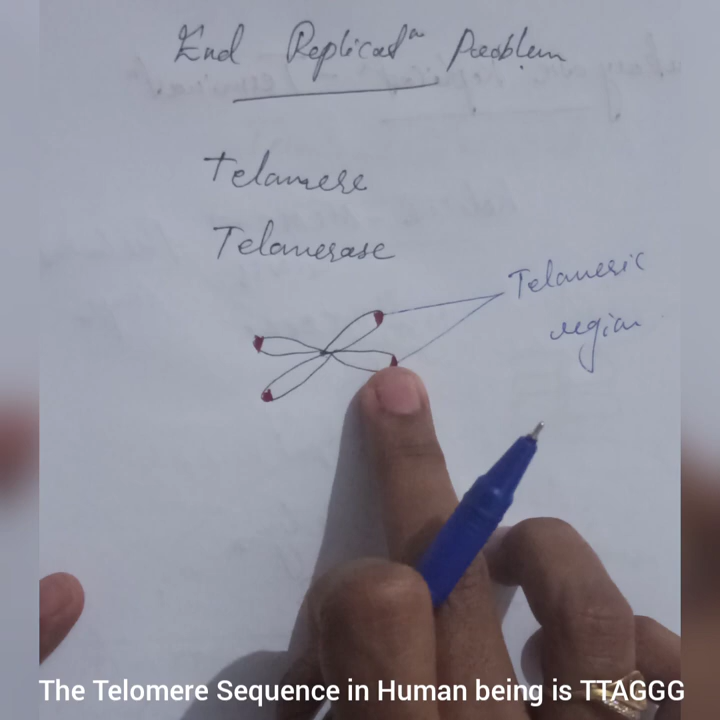 End Replicatn Problem
Telomere
Telomerase
Telomeric
region
The Telomere Sequence in Human being is TTAGGG